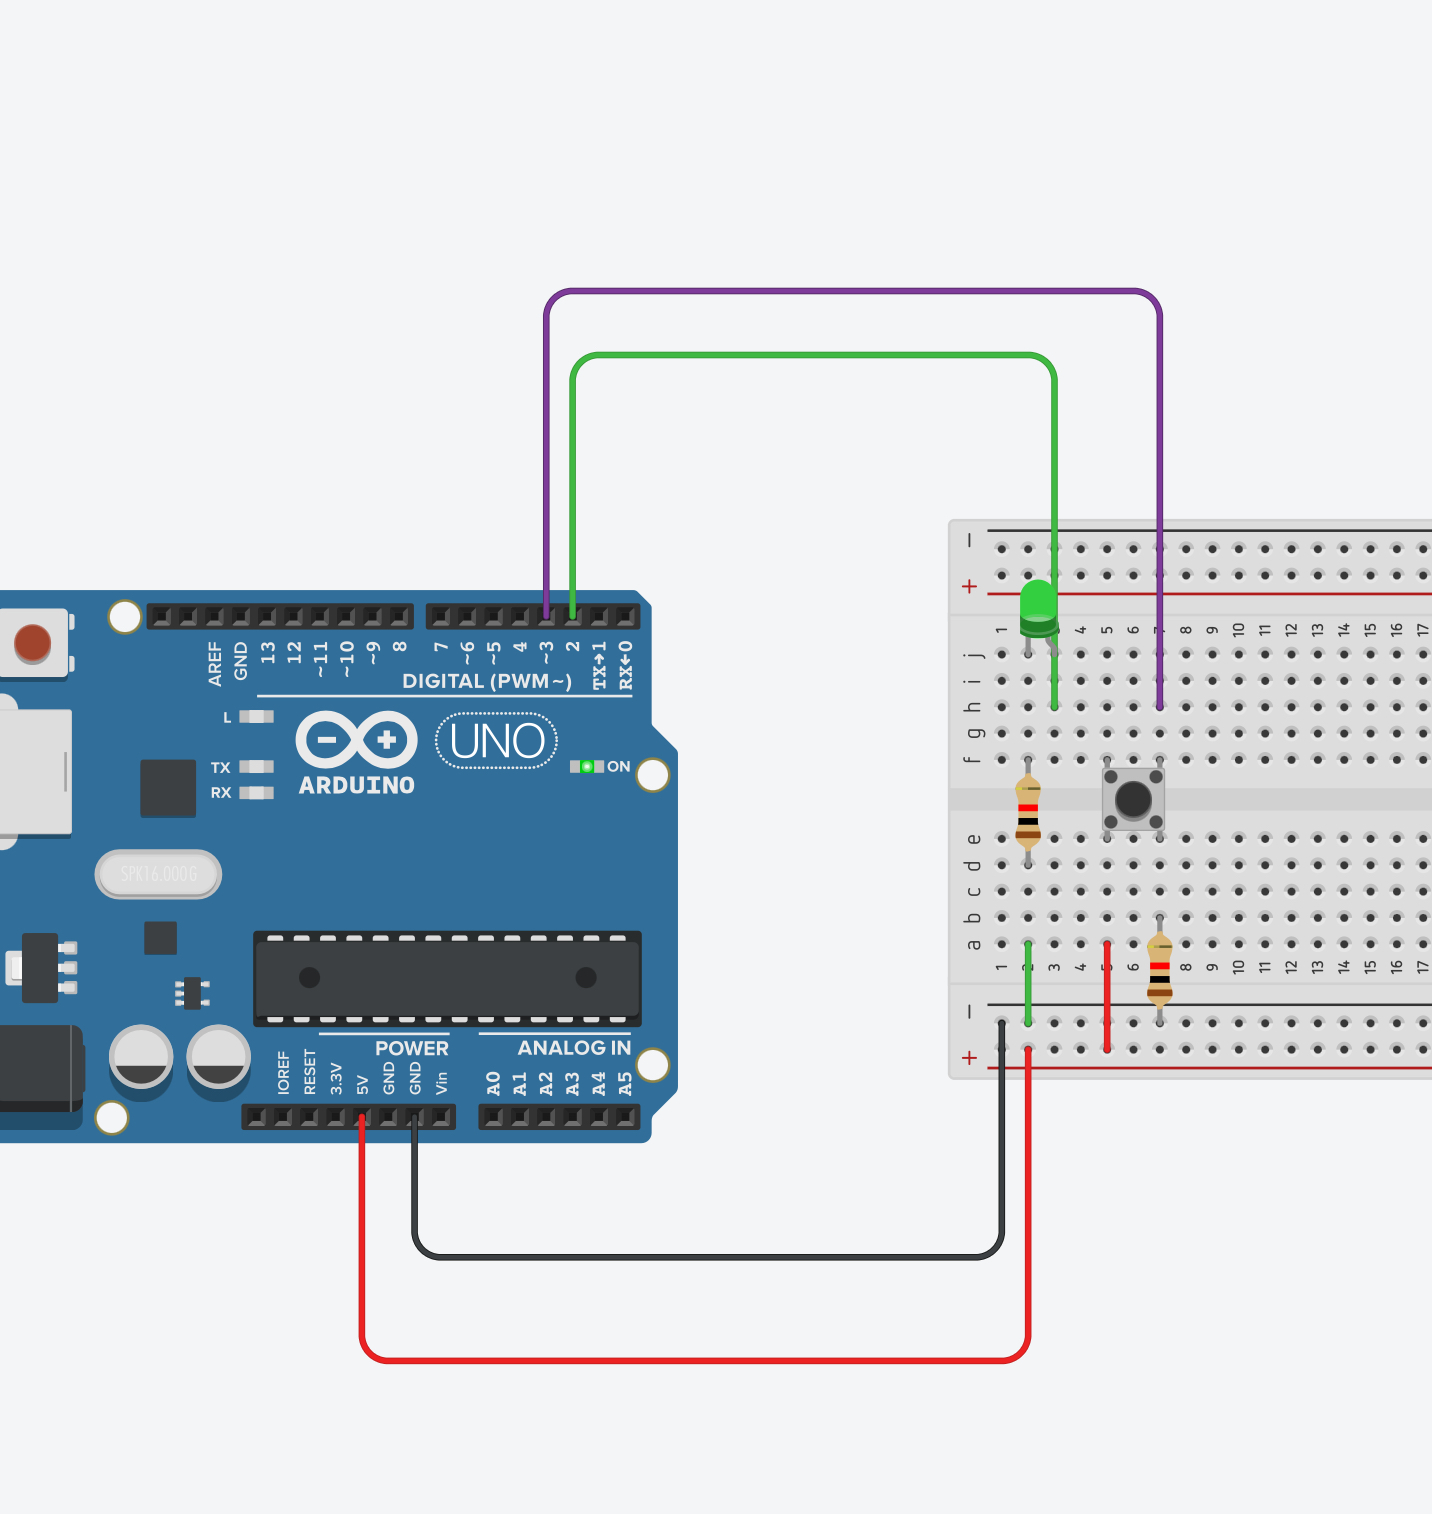 − − − − − − − − −
+
1 2 4 5 6 7 8 9 10 11 12 13 14 15 16 17
AREF GND 13 12 ~11 ~10 ~9 8 7 ~6 ~5 4 ~3 2 TX→1 RX←0
DIGITAL (PWM~)
j
i
L
h
UNO
g
TX ON
f
RX ARDUINO
e
SPK16.000G
d
c
b
a
1 2 3 4 5 6 8 9 10 11 12 13 14 15 16 17
−
POWER ANALOG IN
+
IOREF RESET 3.3V 5V GND GND Vin A0 A1 A2 A3 A4 A5